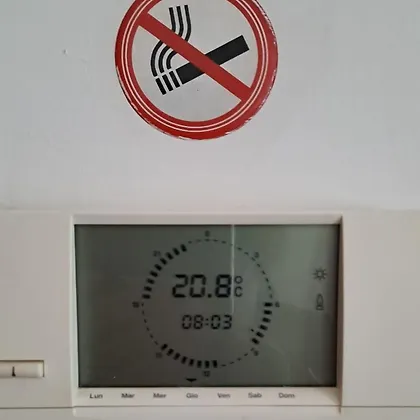 20.8°C
08:03
Lun Mar Mer Gio Ven Sab Dom